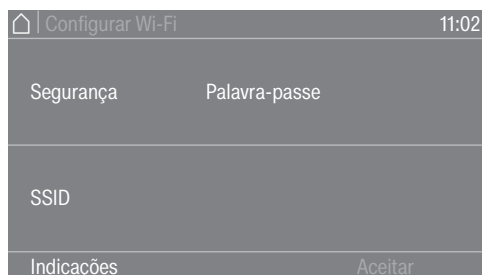 Configurar Wi-Fi 11:02
Segurança Palavra-passe
SSID
Indicações Aceitar